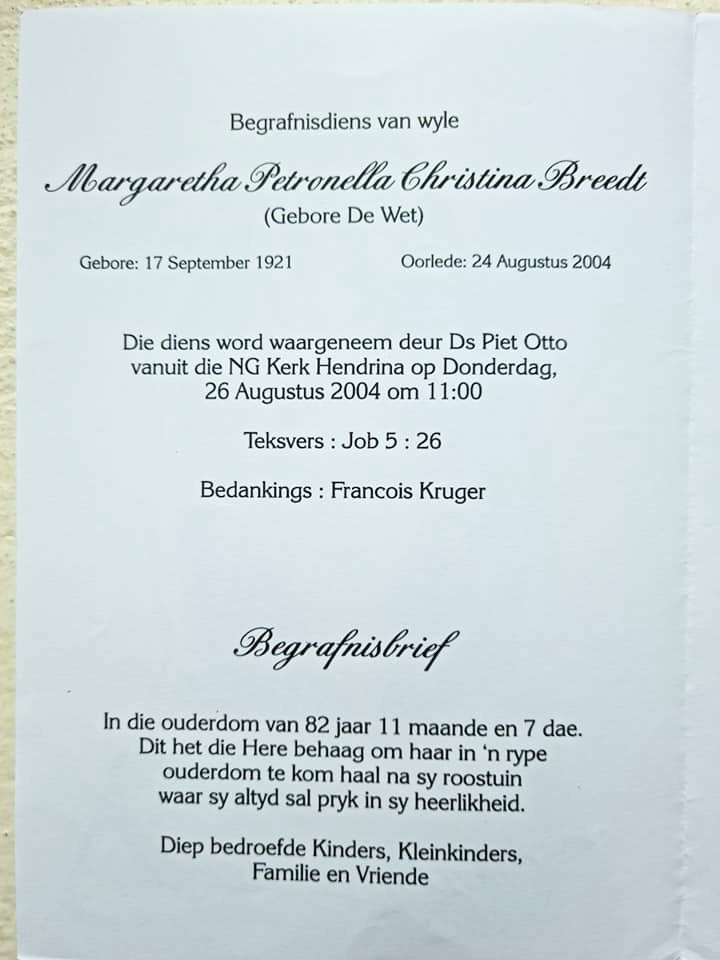 Begrafnisdiens van wyle
Margaretha Petronella Christina Breedt
(Gebore De Wet)
Gebore: 17 September 1921 Oorlede: 24 Augustus 2004
Die diens word waargeneem deur Ds Piet Otto
vanuit die NG Kerk Hendrina op Donderdag,
26 Augustus 2004 om 11:00
Teksvers : Job 5 : 26
Bedankings : Francois Kruger
Begrafnisbrief
In die ouderdom van 82 jaar 11 maande en 7 dae.
Dit het die Here behaag om haar in ‘n rype
ouderdom te kom haal na sy roostuin
waar sy altyd sal pryk in sy heerlikheid.
Diep bedroefde Kinders, Kleinkinders,
Familie en Vriende